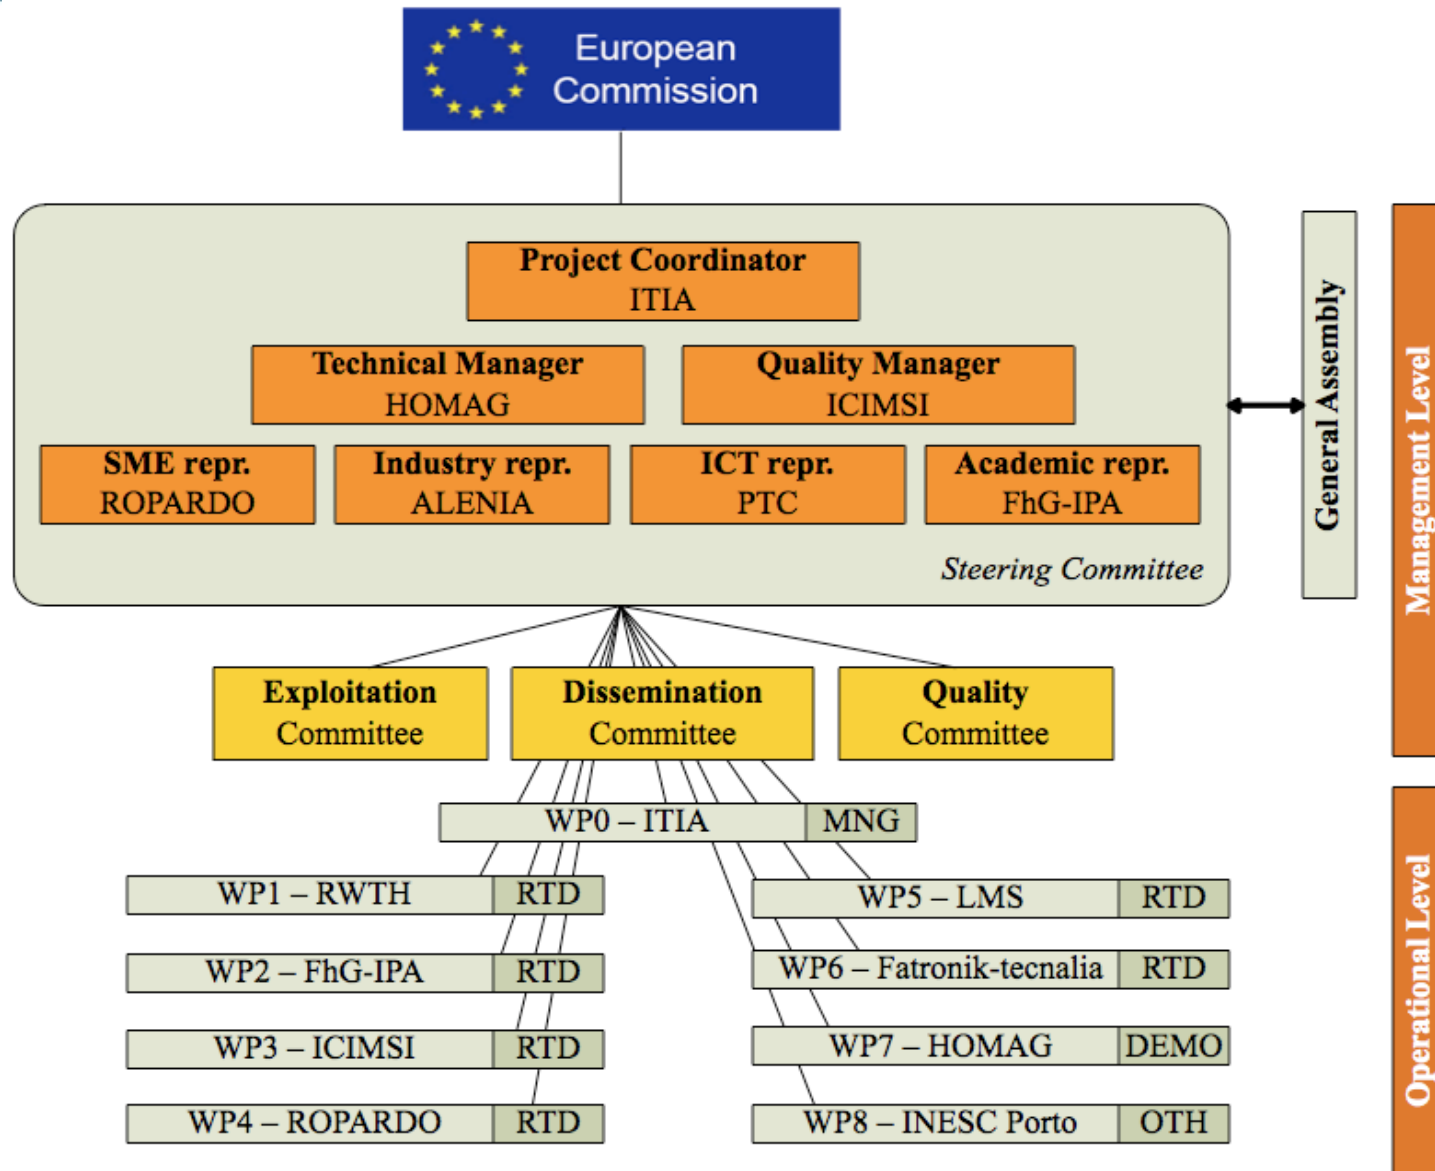 European
Commission
Project Coordinator
ITIA
Technical Manager
HOMAG
Quality Manager
ICIMSI
SME repr.
ROPARDO
Industry repr.
ALENIA
ICT repr.
PTC
Academic repr.
FhG-IPA
Steering Committee
General Assembly
Management Level
Exploitation
Committee
Dissemination
Committee
Quality
Committee
WP0 – ITIA MNG
WP1 – RWTH RTD
WP2 – FhG-IPA RTD
WP3 – ICIMSI RTD
WP4 – ROPARDO RTD
WP5 – LMS RTD
WP6 – Fatronik-tecnalia RTD
WP7 – HOMAG DEMO
WP8 – INESC Porto OTH
Operational Level